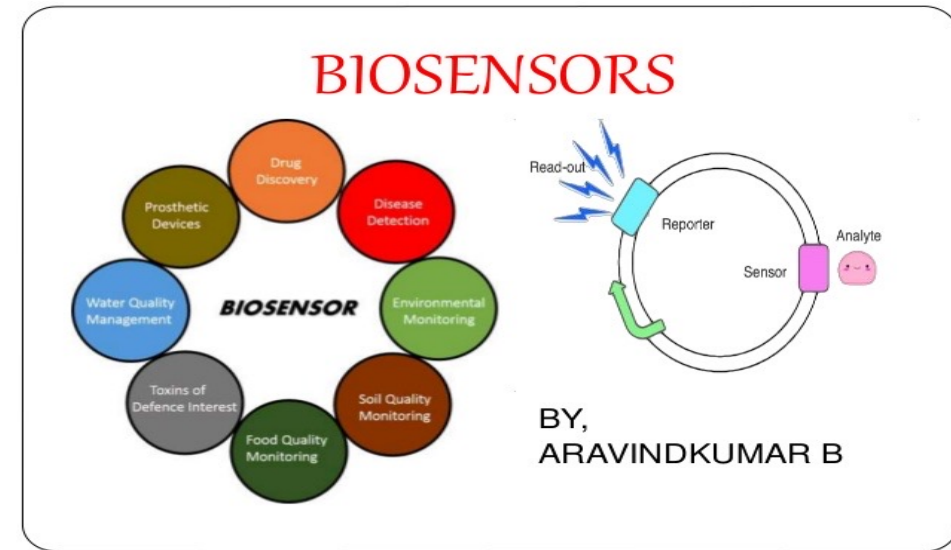 BIOSENSORS
Drug
Discovery
Disease
Detection
Environmental
Monitoring
Soil Quality
Monitoring
Food Quality
Monitoring
Toxins of
Defence Interest
Water Quality
Management
Prosthetic
Devices
BIOSENSOR
Read-out
Reporter
Sensor
Analyte
BY,
ARAVINDKUMAR B